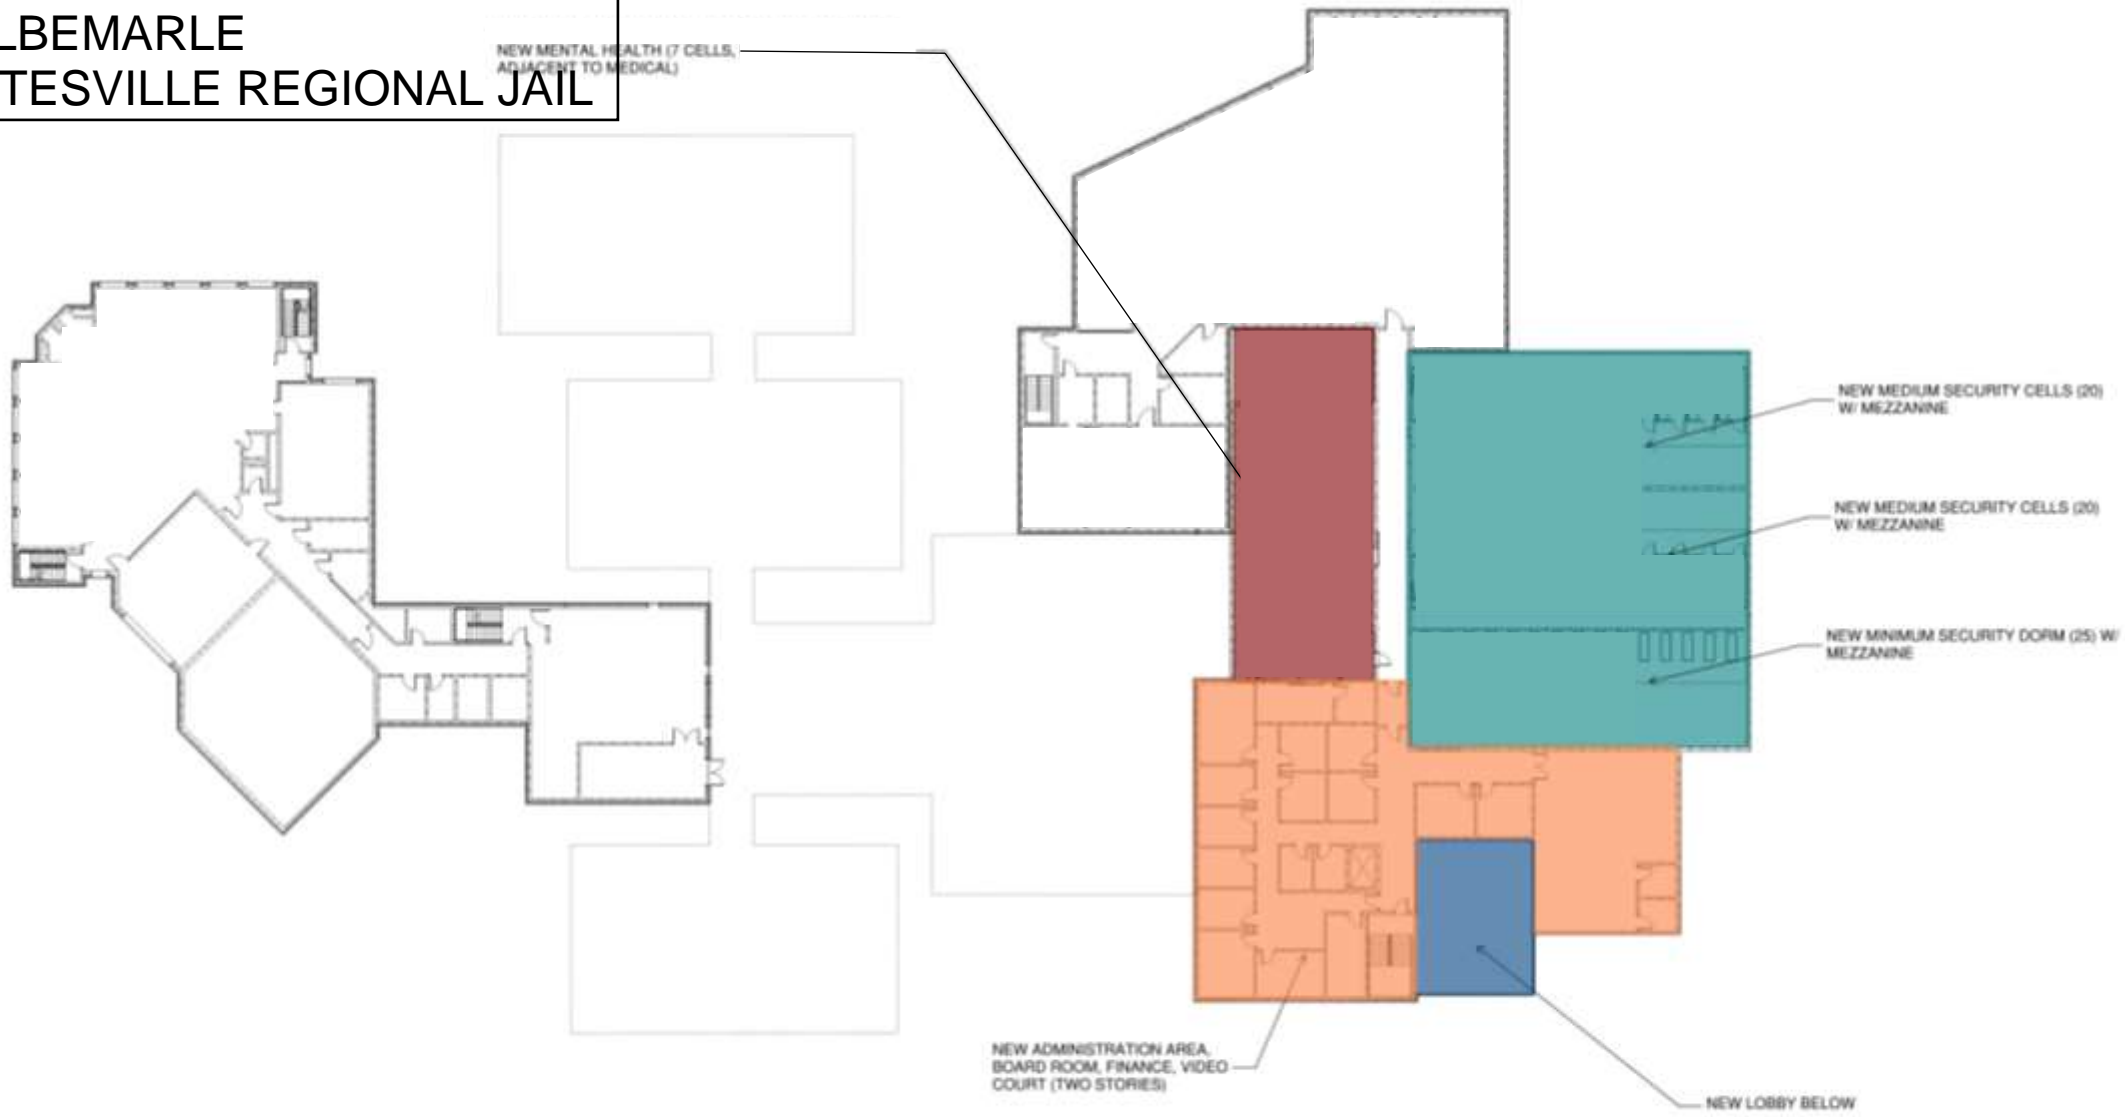 LBEMARLE
TESVILLE REGIONAL JAIL
NEW MENTAL HEALTH (7 CELLS,
ADJACENT TO MEDICAL)
NEW MEDIUM SECURITY CELLS (20)
W/ MEZZANINE
NEW MEDIUM SECURITY CELLS (20)
W/ MEZZANINE
NEW MINIMUM SECURITY DORM (25) W/
MEZZANINE
NEW ADMINISTRATION AREA,
BOARD ROOM, FINANCE, VIDEO
COURT (TWO STORIES)
NEW LOBBY BELOW